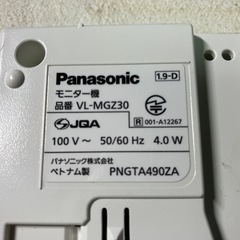 Panasonic
1.9-D
モニター機
品番 VL-MGZ30
JQA
R 001-A12267
100 V ～ 50/60 Hz 4.0 W
パナソニック株式会社
ベトナム製 PNGTA490ZA